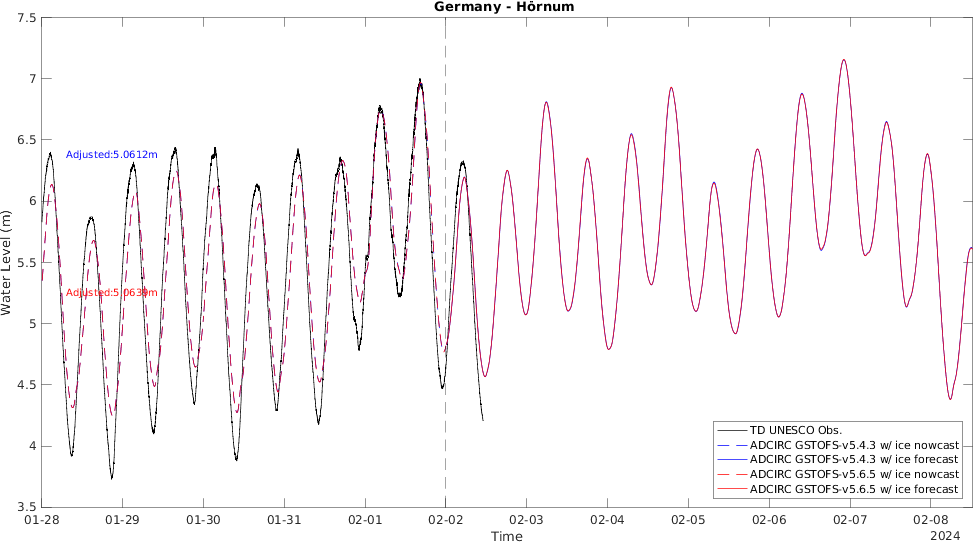 Germany - Hörnum
7.5
7
6.5
6
5.5
5
4.5
4
3.5
Water Level (m)
Adjusted:5.0612m
Adjusted:5.0639m
TD UNESCO Obs.
ADCIRC GSTOFS-v5.4.3 w/ ice nowcast
ADCIRC GSTOFS-v5.4.3 w/ ice forecast
ADCIRC GSTOFS-v5.6.5 w/ ice nowcast
ADCIRC GSTOFS-v5.6.5 w/ ice forecast
01-28 01-29 01-30 01-31 02-01 02-02 02-03 02-04 02-05 02-06 02-07 02-08
Time
2024